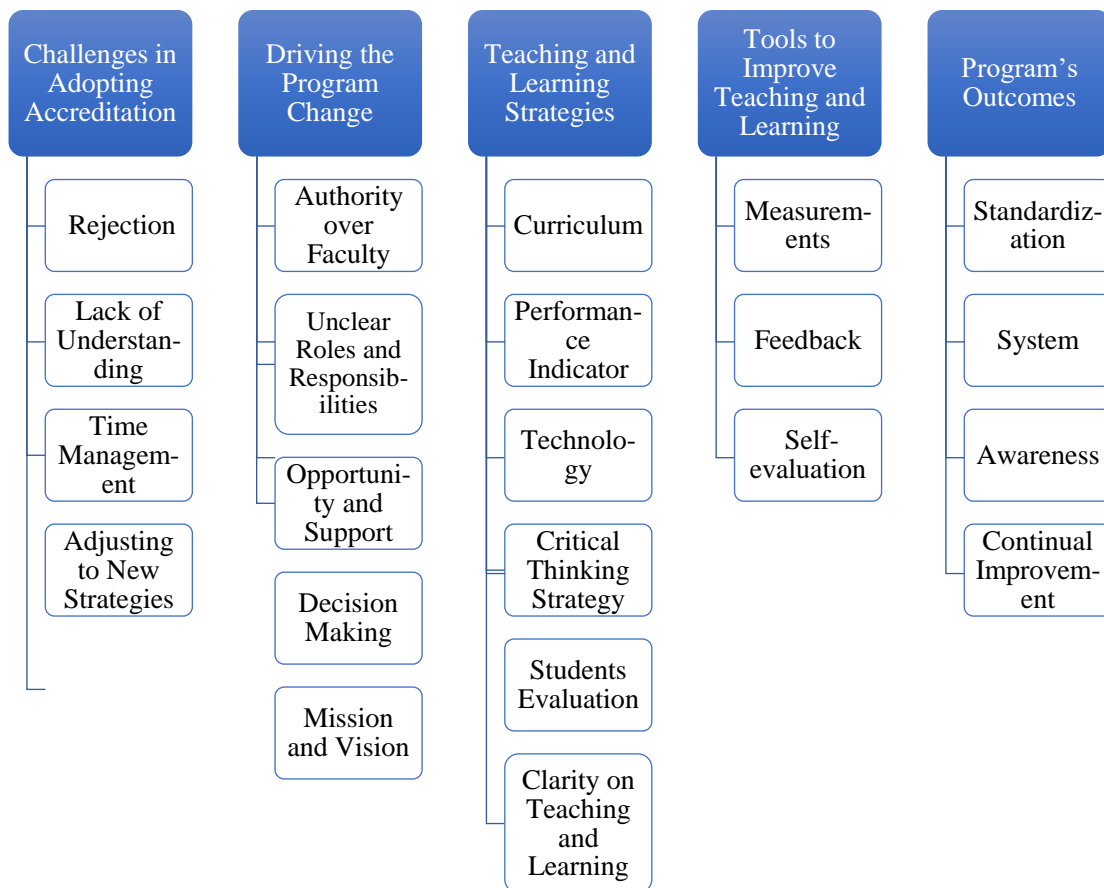 Challenges in
Adopting
Accreditation
Rejection
Lack of
Understan-
ding
Time
Managem-
ent
Adjusting
to New
Strategies
Driving the
Program
Change
Authority
over
Faculty
Unclear
Roles and
Responsib-
ilities
Opportuni-
ty and
Support
Decision
Making
Mission
and Vision
Teaching and
Learning
Strategies
Curriculum
Performan-
ce
Indicator
Technolo-
gy
Critical
Thinking
Strategy
Students
Evaluation
Clarity on
Teaching
and
Learning
Tools to
Improve
Teaching and
Learning
Measurem-
ents
Feedback
Self-
evaluation
Program’s
Outcomes
Standardiz-
ation
System
Awareness
Continual
Improvem-
ent